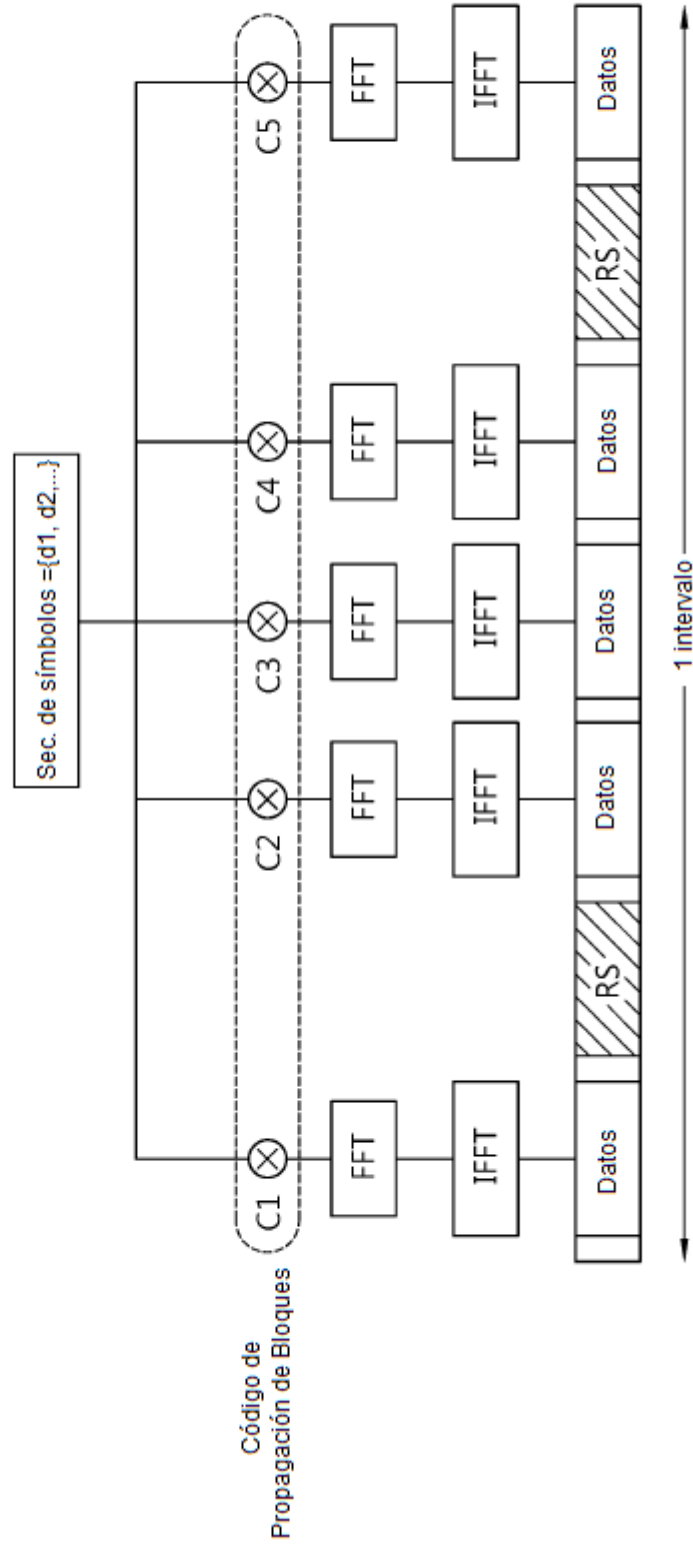 Sec. de símbolos ={d1, d2,...}
Código de
Propagación de Bloques
C1
C2
C3
C4
C5
FFT
FFT
FFT
FFT
FFT
IFFT
IFFT
IFFT
IFFT
IFFT
Datos
RS
Datos
Datos
Datos
RS
Datos
1 intervalo